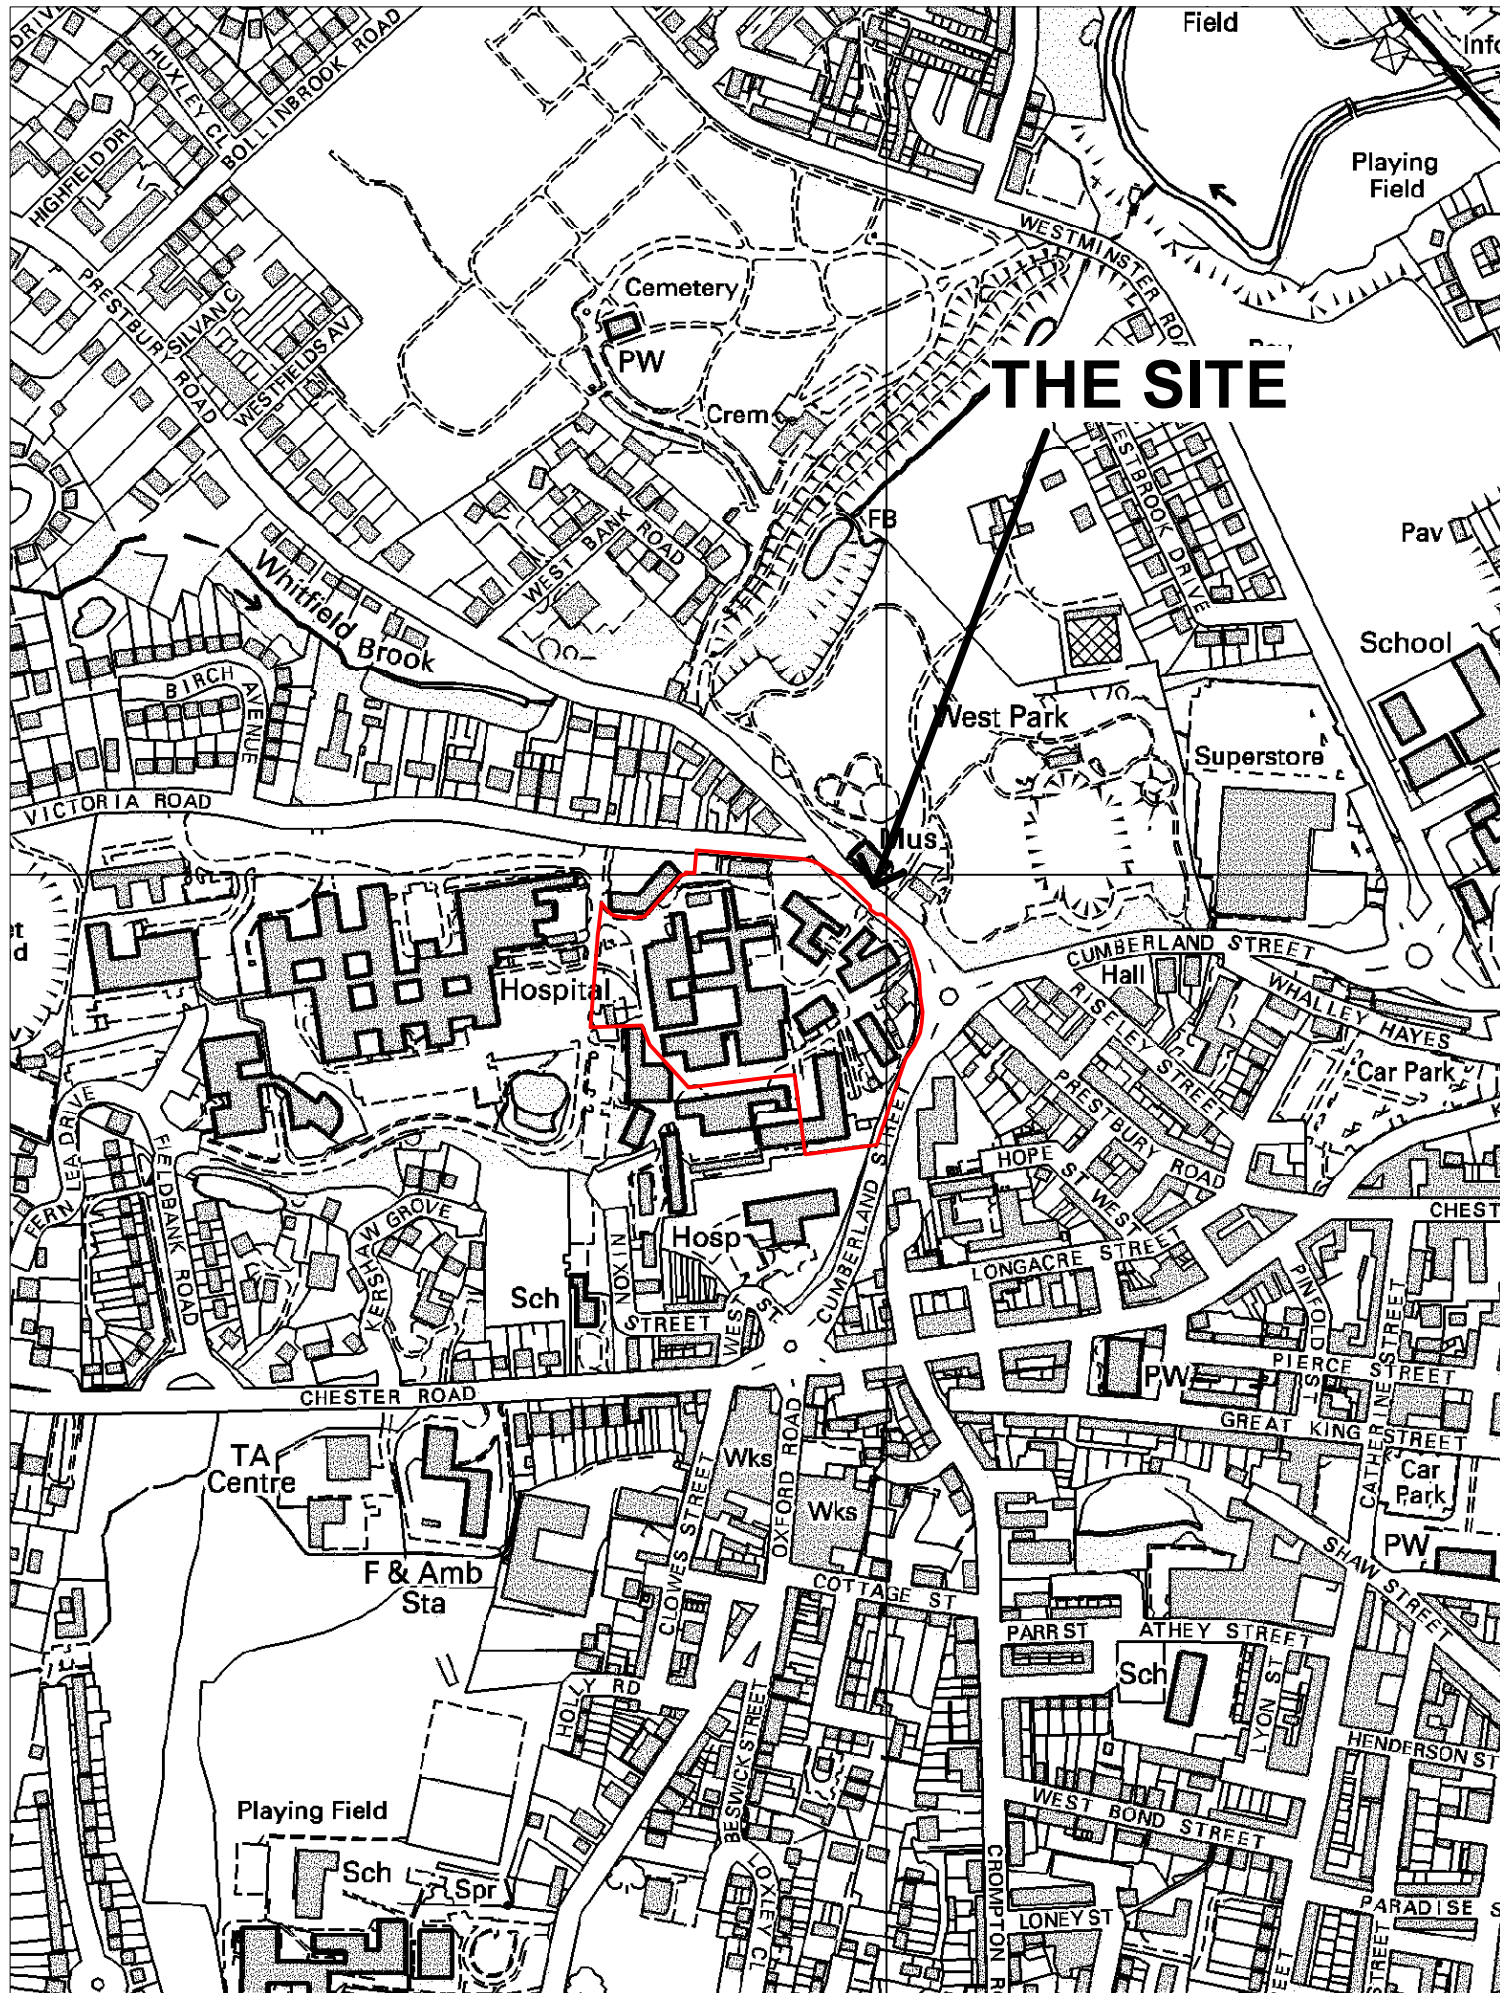 Field
HUXLEY CL
BOLLINBROOK ROAD
HIGHFIELD DR
Playing
Field
WESTMINSTER ROA
PRESTBURY ROAD
SILVAN C
WESTFIELDS AV
Cemetery
PW
Crem
THE SITE
WEST BANK ROAD
FB
ESTBROOK DRIVE
Pav
Whitfield Brook
School
BIRCH AVENUE
West Park
Superstore
VICTORIA ROAD
Mus
CUMBERLAND STREET
Hall
WHALLEY HAYES
Hospital
RISELEY STREET
Car Park
PRESTBURY ROAD
FERN LEA DRIVE
FIELDBANK ROAD
KERSHAW GROVE
HOPE ST WEST
CHEST
Hosp
CUMBERLAND STREET
LONGACRE STREET
NIXON STREET
WEST ST
Sch
PINFOLD ST
CATHERINE STREET
PIERCE STREET
PW
CHESTER ROAD
GREAT KING STREET
TA
Centre
Wks
OXFORD ROAD
Wks
CLOWES STREET
Car
Park
PW
SHAW STREET
F & Amb
Sta
COTTAGE ST
PARR ST
ATHEY STREET
Sch
LYON ST
HOLLY RD
HENDERSON ST
BESWICK STREET
WEST BOND STREET
Playing Field
Sch
Spr
LOXLEY CL
CROMPTON R
LONEY ST
PARADISE S
STREET